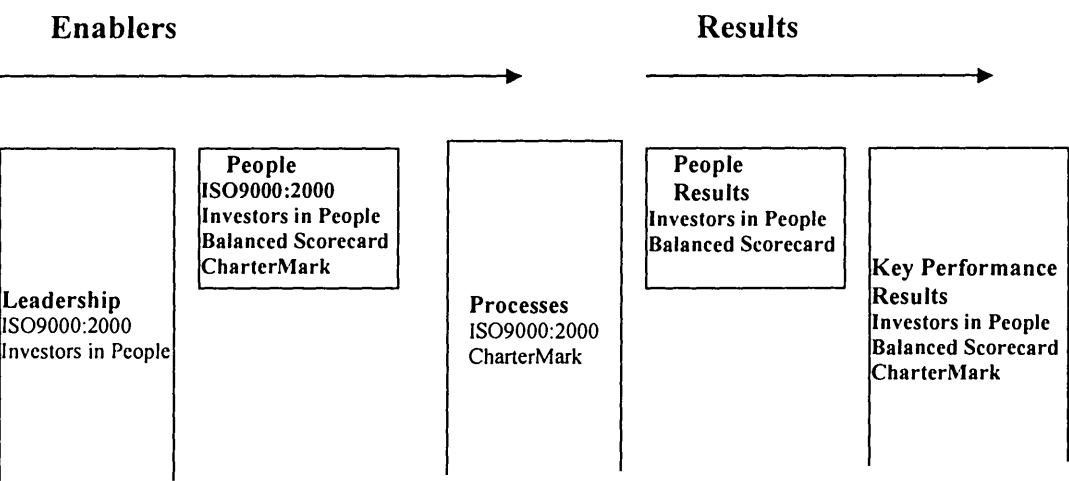 Enablers
Results
Leadership
ISO9000:2000
Investors in People
People
ISO9000:2000
Investors in People
Balanced Scorecard
CharterMark
Processes
ISO9000:2000
CharterMark
People
Results
Investors in People
Balanced Scorecard
Key Performance
Results
Investors in People
Balanced Scorecard
CharterMark